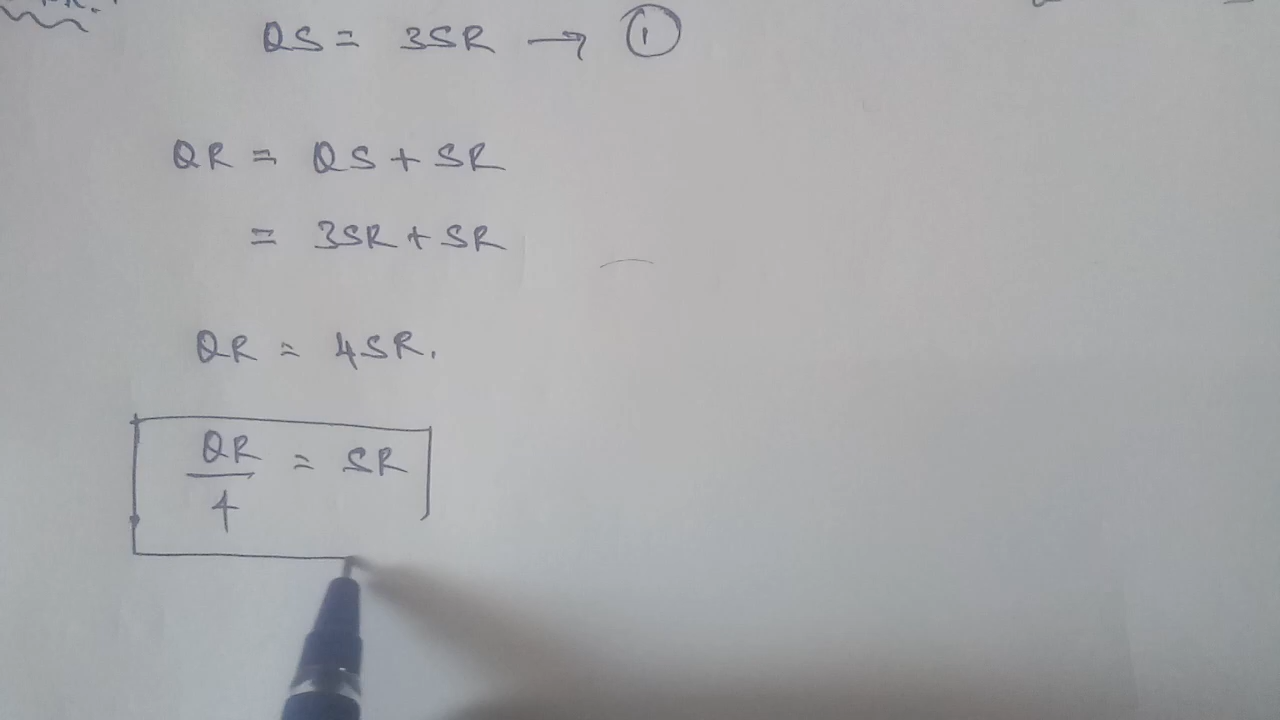 QS = 3SR → ①
QR = QS + SR
= 3SR + SR
QR = 4SR.
QR/4 = SR